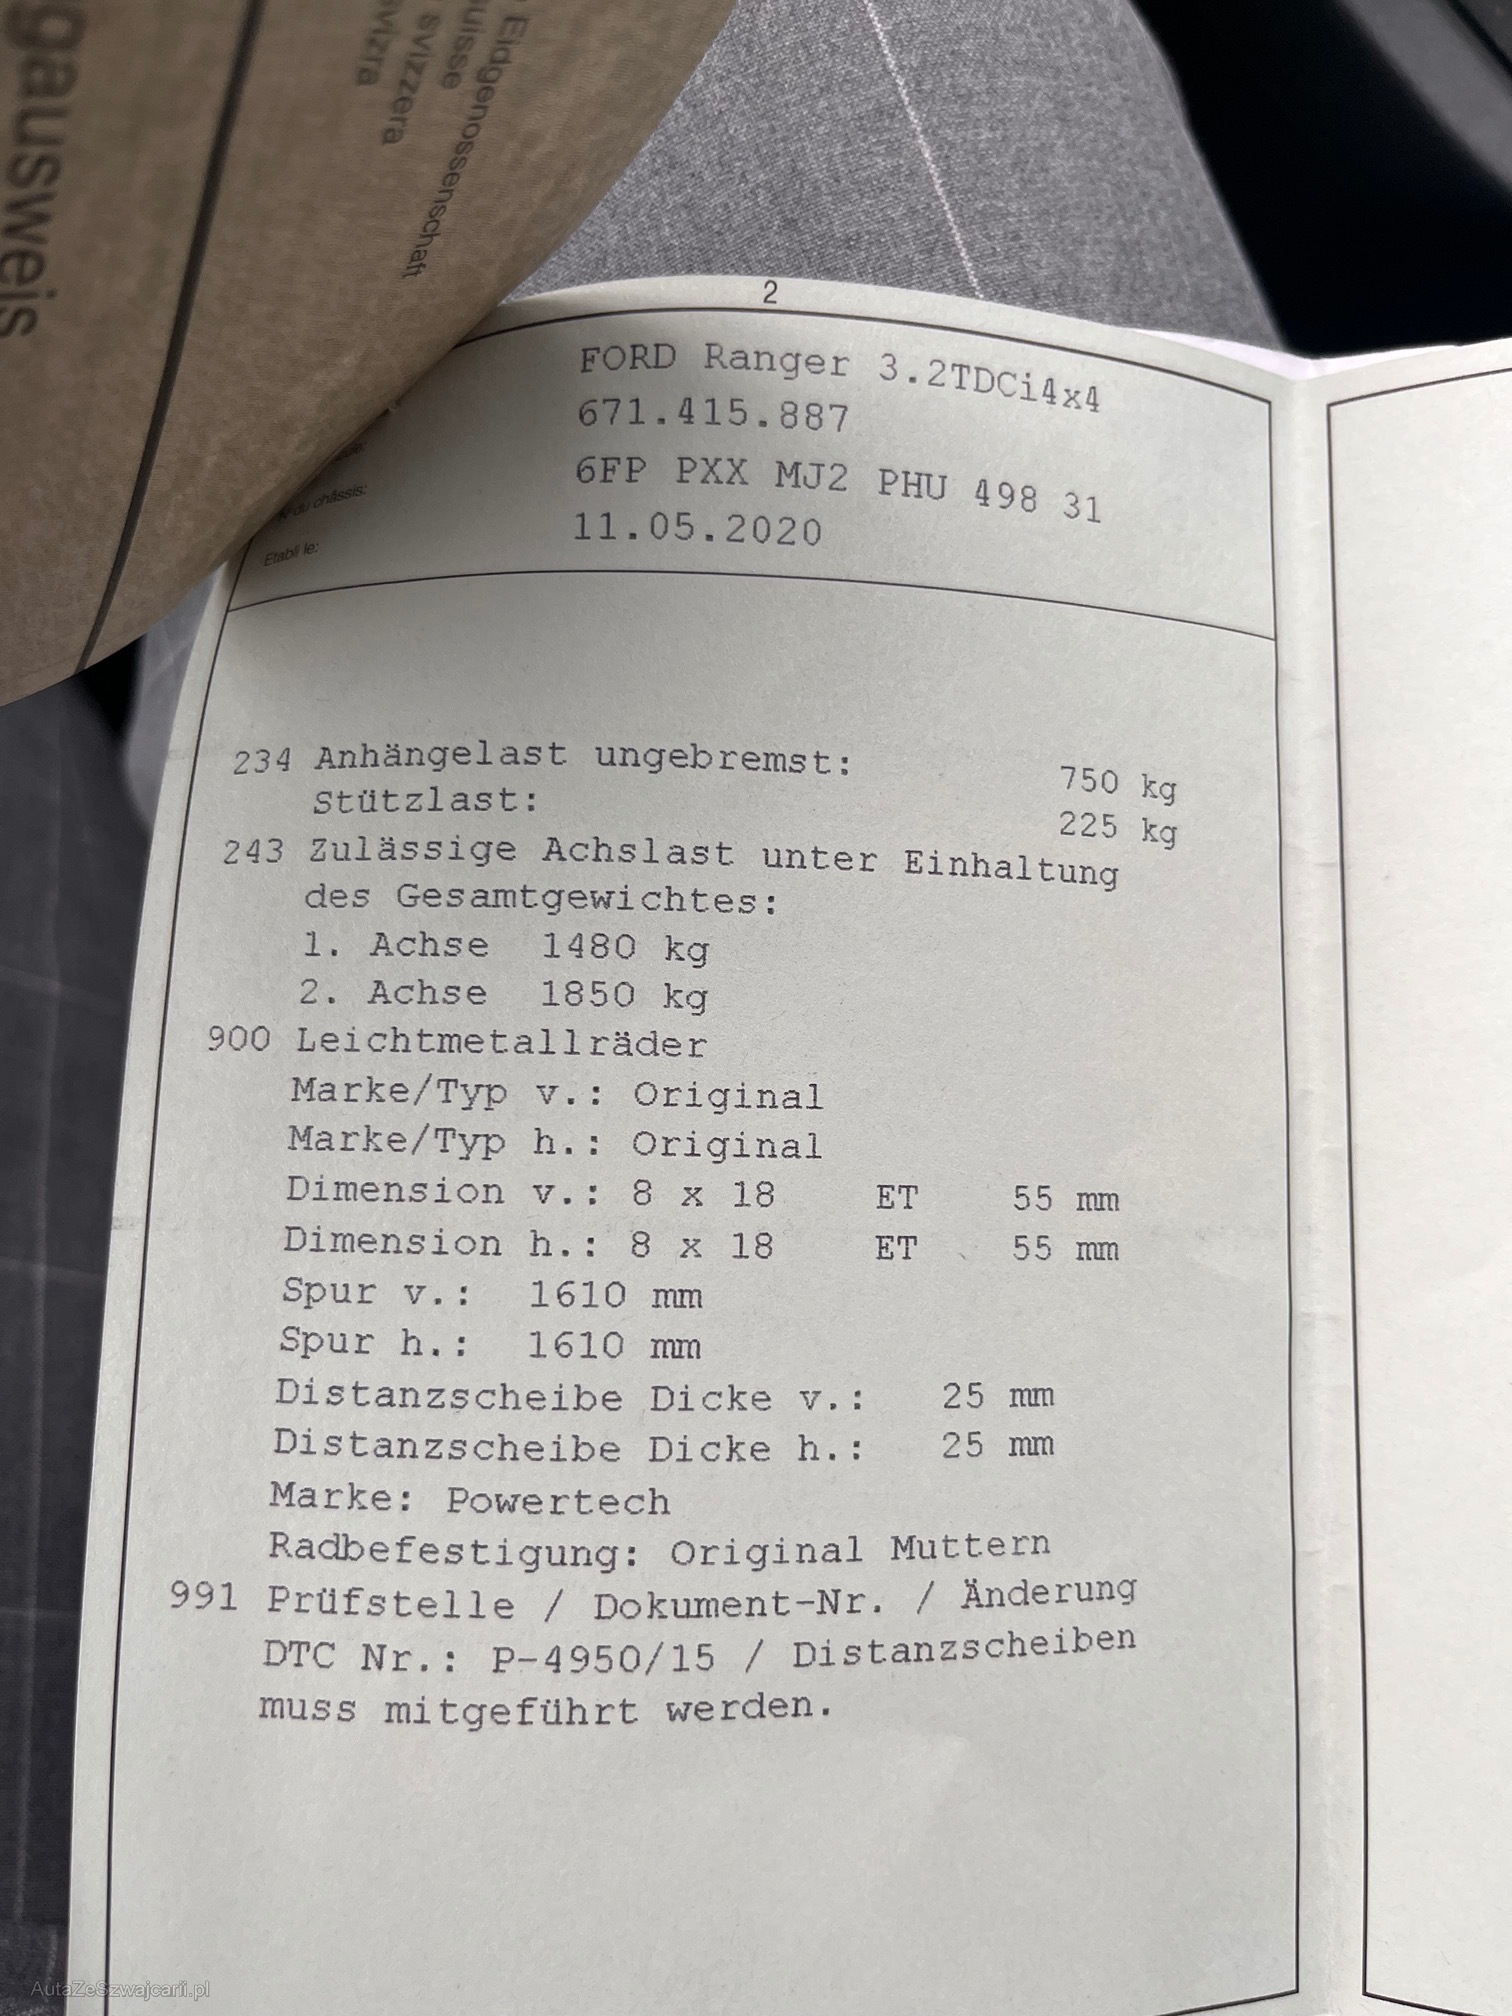 gausweis
Eidgenossenschaft
uisse
svizzera
svizra
2
FORD Ranger 3.2TDCi4x4
671.415.887
du châssis:
6FP PXX MJ2 PHU 498 31
Etabli le:
11.05.2020
234 Anhängelast ungebremst: 750 kg
Stützlast: 225 kg
243 Zulässige Achslast unter Einhaltung
des Gesamtgewichtes:
1. Achse 1480 kg
2. Achse 1850 kg
900 Leichtmetallräder
Marke/Typ v.: Original
Marke/Typ h.: Original
Dimension v.: 8 x 18 ET 55 mm
Dimension h.: 8 x 18 ET 55 mm
Spur v.: 1610 mm
Spur h.: 1610 mm
Distanzscheibe Dicke v.: 25 mm
Distanzscheibe Dicke h.: 25 mm
Marke: Powertech
Radbefestigung: Original Muttern
991 Prüfstelle / Dokument-Nr. / Änderung
DTC Nr.: P-4950/15 / Distanzscheiben
muss mitgeführt werden.
AutaZeSzwajcarii.pl